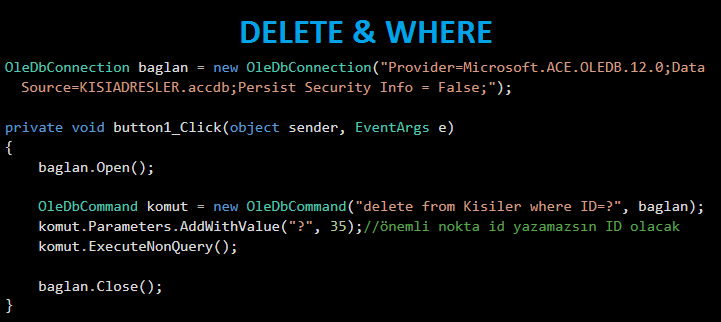 DELETE & WHERE
OleDbConnection baglan = new OleDbConnection("Provider=Microsoft.ACE.OLEDB.12.0;Data
Source=KISIADRESLER.accdb;Persist Security Info = False;");
private void button1_Click(object sender, EventArgs e)
{
baglan.Open();
OleDbCommand komut = new OleDbCommand("delete from Kisiler where ID=?", baglan);
komut.Parameters.AddWithValue("?", 35);//önemli nokta id yazamazsın ID olacak
komut.ExecuteNonQuery();
baglan.Close();
}